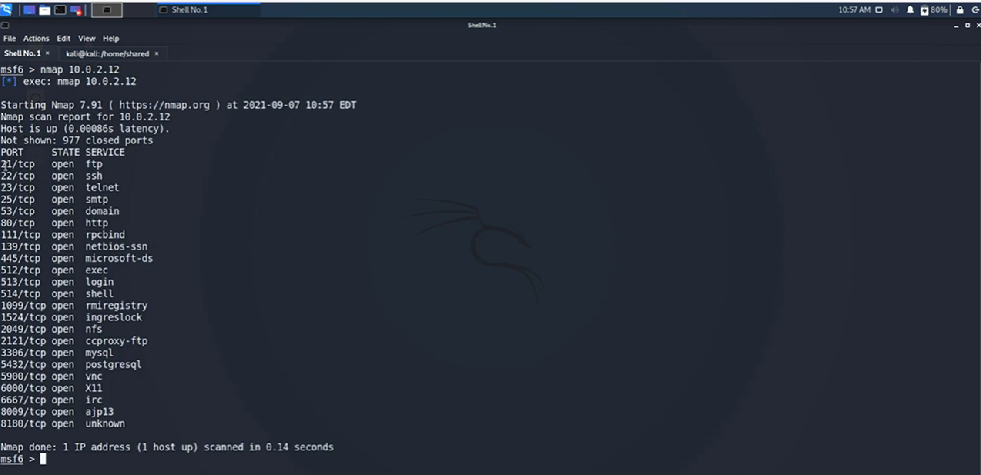 Shell No.1
10:57 AM
80%
Shell No.1
File Actions Edit View Help
Shell No.1 × kali@kali: /home/shared ×
msf6 > nmap 10.0.2.12
[*] exec: nmap 10.0.2.12
Starting Nmap 7.91 ( https://nmap.org ) at 2021-09-07 10:57 EDT
Nmap scan report for 10.0.2.12
Host is up (0.00086s latency).
Not shown: 977 closed ports
PORT STATE SERVICE
21/tcp open ftp
22/tcp open ssh
23/tcp open telnet
25/tcp open smtp
53/tcp open domain
80/tcp open http
111/tcp open rpcbind
139/tcp open netbios-ssn
445/tcp open microsoft-ds
512/tcp open exec
513/tcp open login
514/tcp open shell
1099/tcp open rmiregistry
1524/tcp open ingreslock
2049/tcp open nfs
2121/tcp open ccproxy-ftp
3306/tcp open mysql
5432/tcp open postgresql
5900/tcp open vnc
6000/tcp open X11
6667/tcp open irc
8009/tcp open ajp13
8180/tcp open unknown
Nmap done: 1 IP address (1 host up) scanned in 0.14 seconds
msf6 >